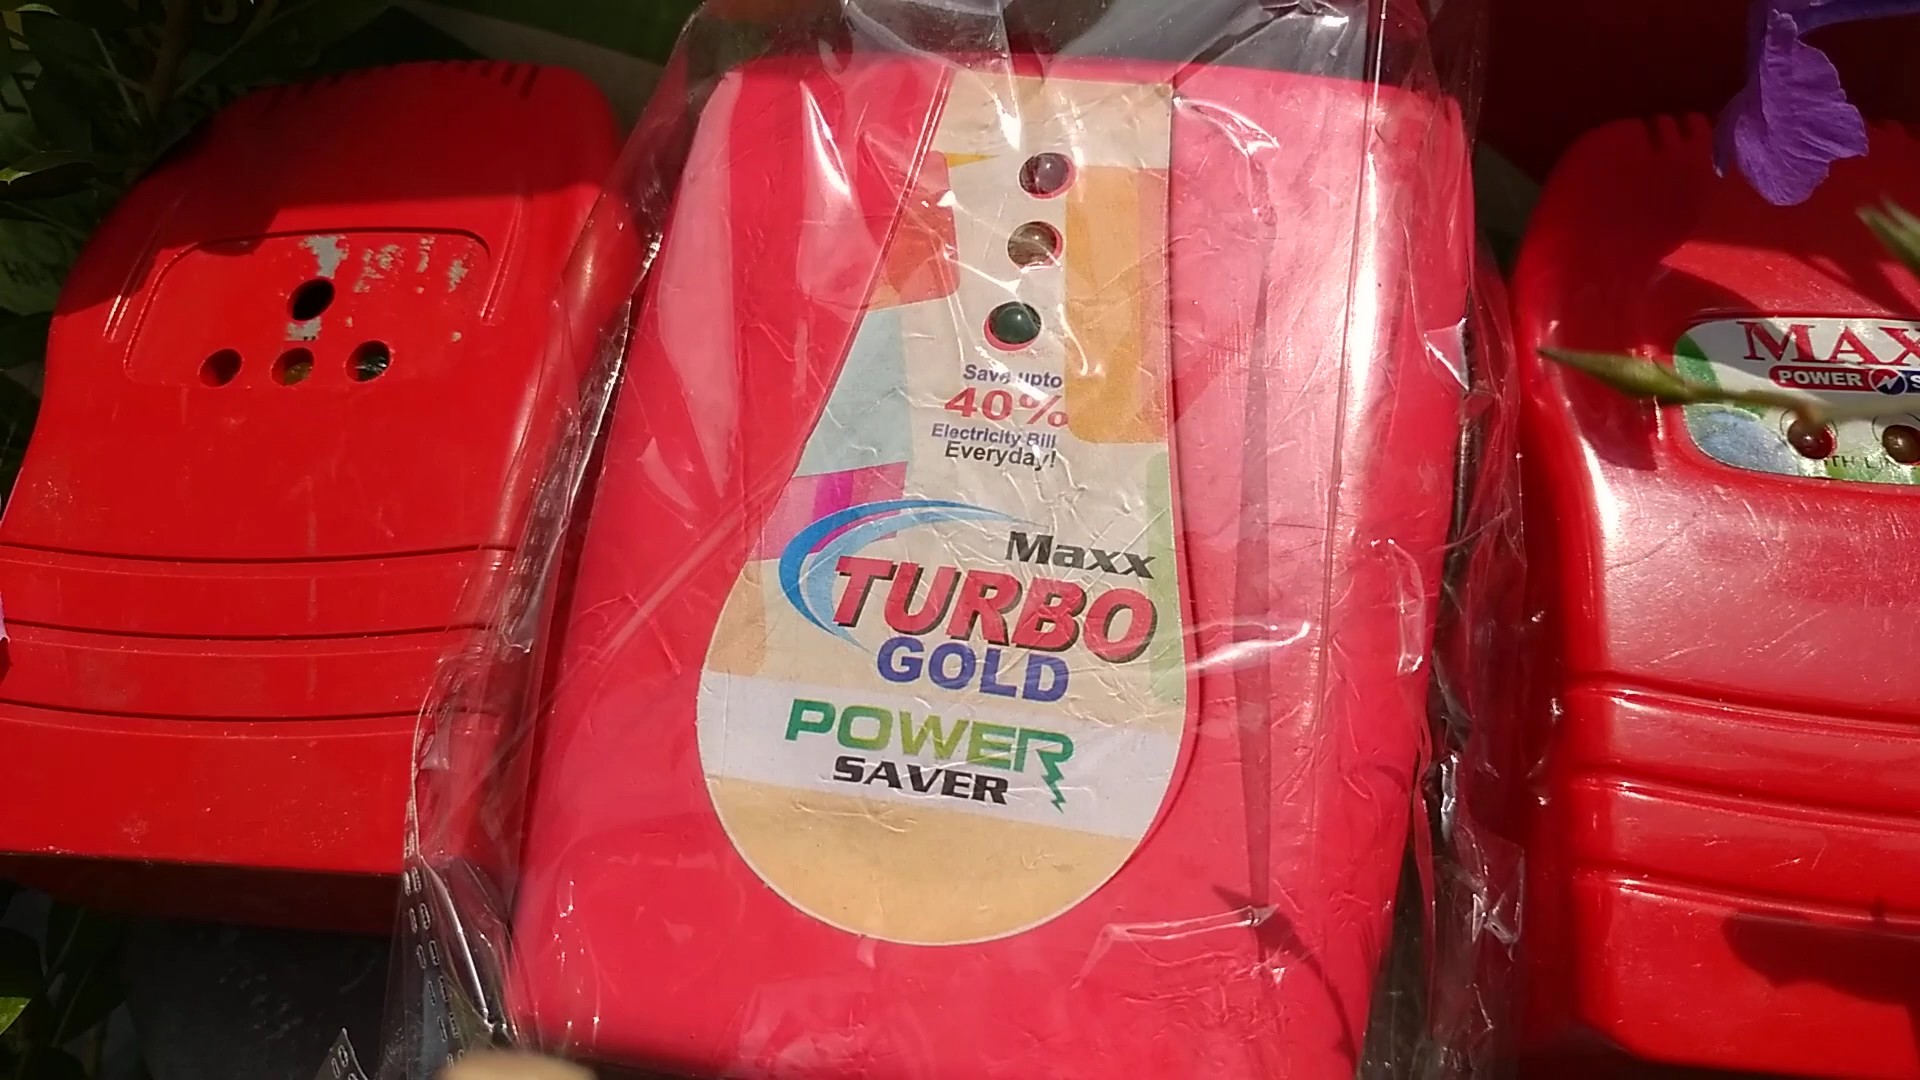 Save upto
40%
Electricity Bill
Everyday!
Maxx
TURBO
GOLD
POWER
SAVER
MAX
POWER S